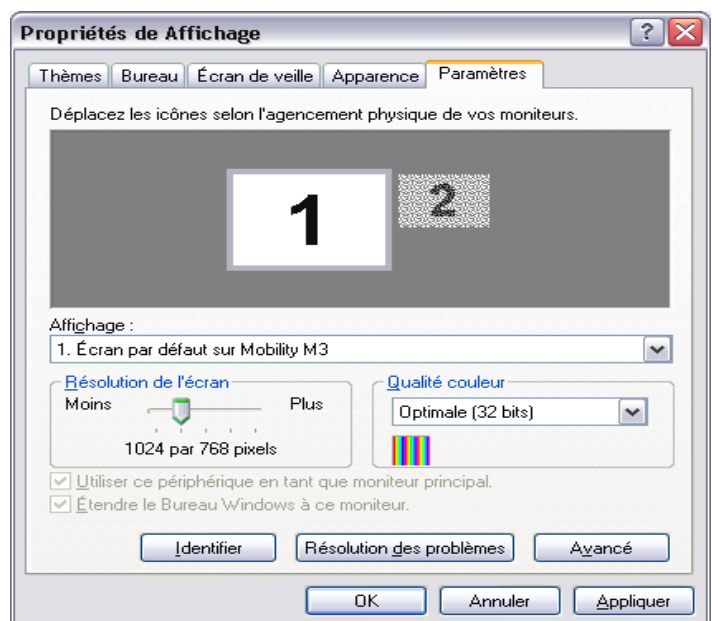 Propriétés de Affichage
Thèmes Bureau Écran de veille Apparence Paramètres
Déplacez les icônes selon l'agencement physique de vos moniteurs.
1 2
Affichage :
1. Écran par défaut sur Mobility M3
Résolution de l'écran Qualité couleur
Moins Plus Optimale (32 bits)
1024 par 768 pixels
Utiliser ce périphérique en tant que moniteur principal.
Étendre le Bureau Windows à ce moniteur.
Identifier Résolution des problèmes Avancé
OK Annuler Appliquer